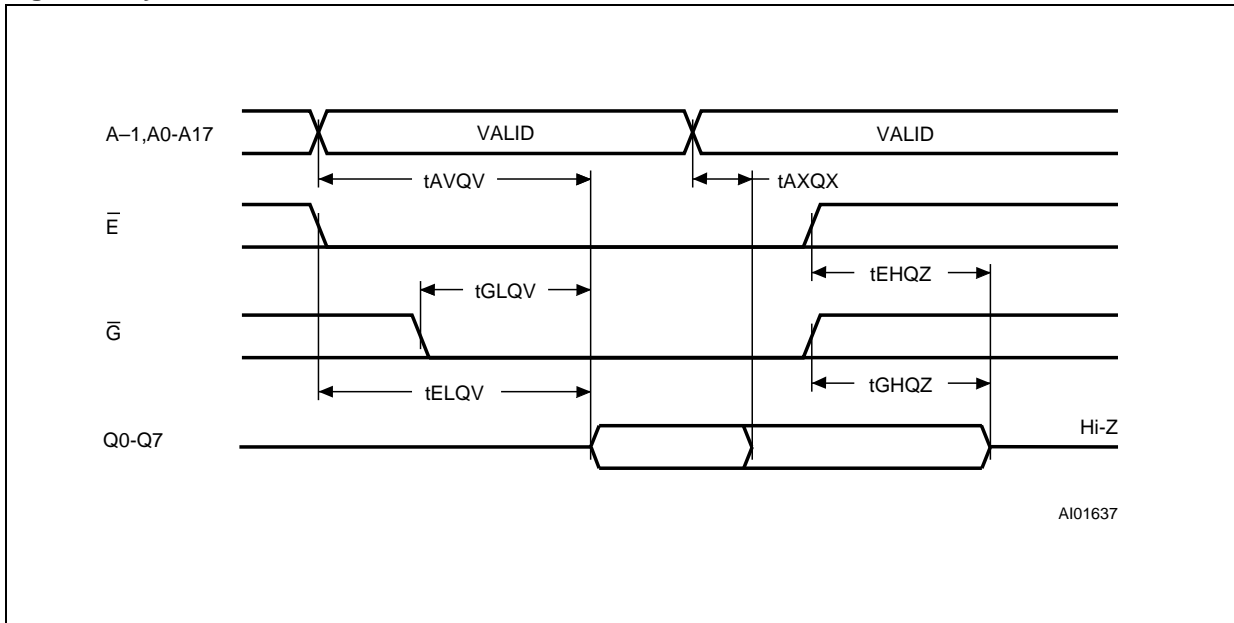 A–1,A0-A17
VALID
VALID
tAVQV
tAXQX
E̅
tEHQZ
tGLQV
G̅
tGHQZ
tELQV
Hi-Z
Q0-Q7
AI01637